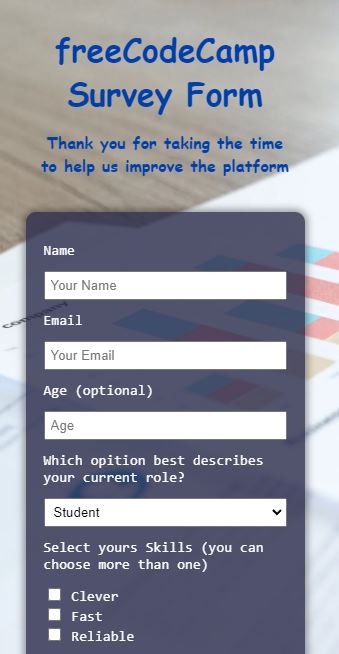 freeCodeCamp
Survey Form
Thank you for taking the time
to help us improve the platform
Name
Your Name
company
Email
Your Email
Age (optional)
Age
Which opition best describes
your current role?
Student
Select yours Skills (you can
choose more than one)
Clever
Fast
Reliable